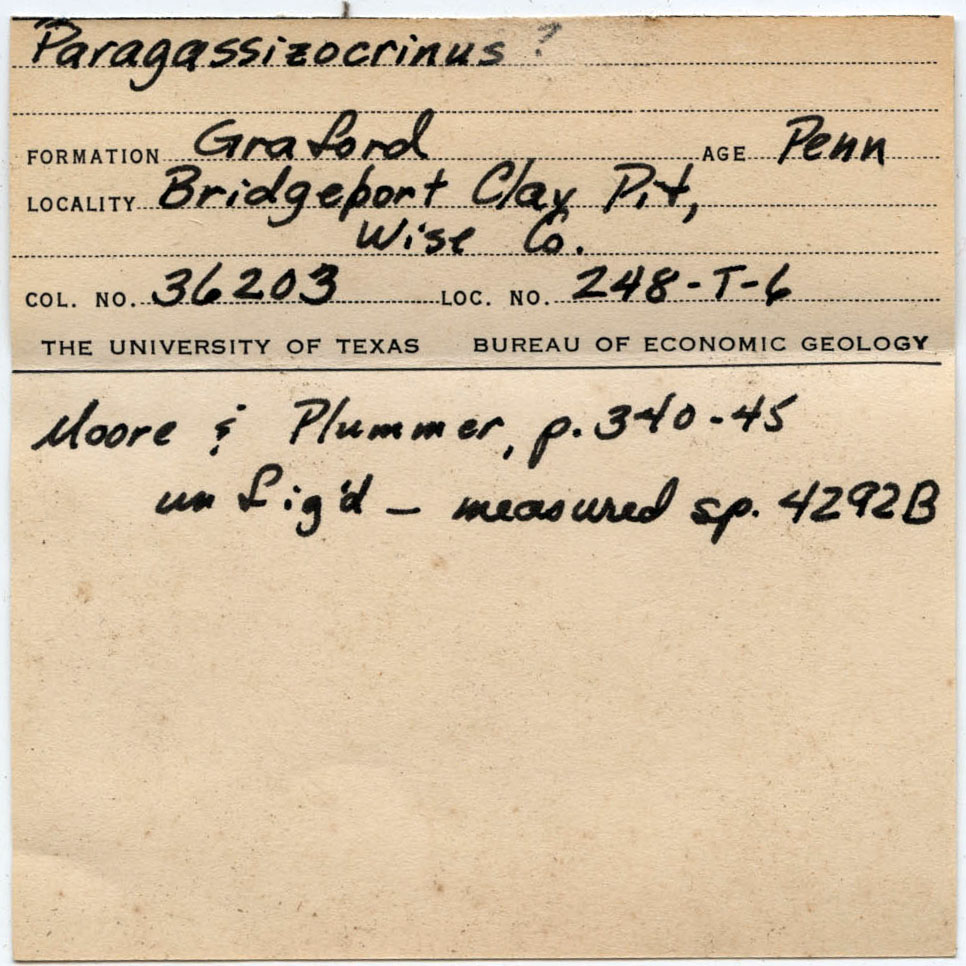 Paragassizocrinus ?
FORMATION Graford AGE Penn
LOCALITY Bridgeport Clay Pit,
Wise Co.
COL. NO. 36203 LOC. NO. 248-T-6
THE UNIVERSITY OF TEXAS BUREAU OF ECONOMIC GEOLOGY
Moore & Plummer, p. 340-45
un fig'd - measured sp. 4292B